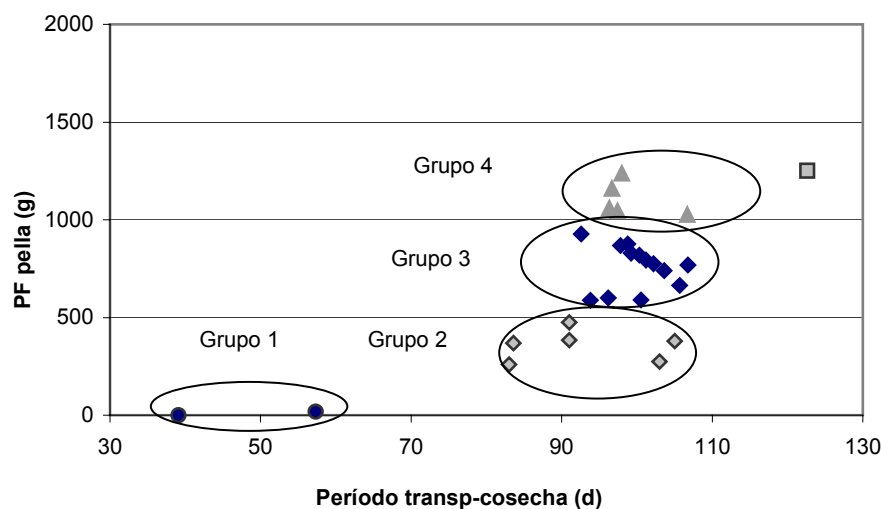 2000
1500
1000
500
0
PF pella (g)
Grupo 4
Grupo 3
Grupo 1
Grupo 2
30
50
70
90
110
130
Período transp-cosecha (d)